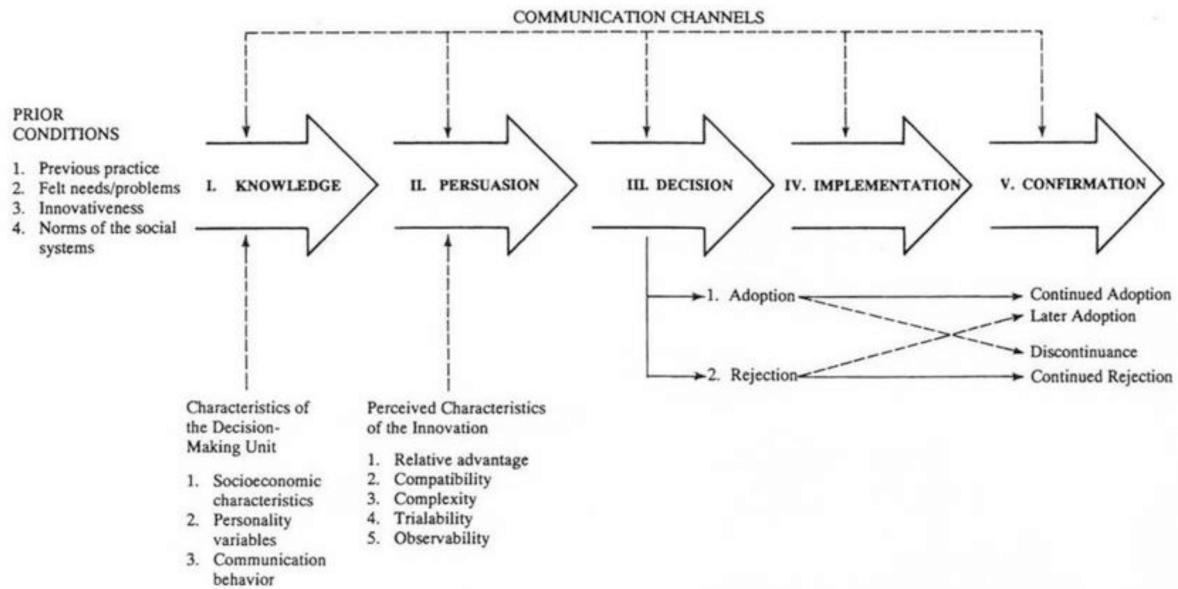 COMMUNICATION CHANNELS
PRIOR
CONDITIONS
1. Previous practice
2. Felt needs/problems
3. Innovativeness
4. Norms of the social
systems
I. KNOWLEDGE
II. PERSUASION
III. DECISION
IV. IMPLEMENTATION
V. CONFIRMATION
1. Adoption
2. Rejection
Continued Adoption
Later Adoption
Discontinuance
Continued Rejection
Characteristics of
the Decision-
Making Unit
1. Socioeconomic
characteristics
2. Personality
variables
3. Communication
behavior
Perceived Characteristics
of the Innovation
1. Relative advantage
2. Compatibility
3. Complexity
4. Trialability
5. Observability